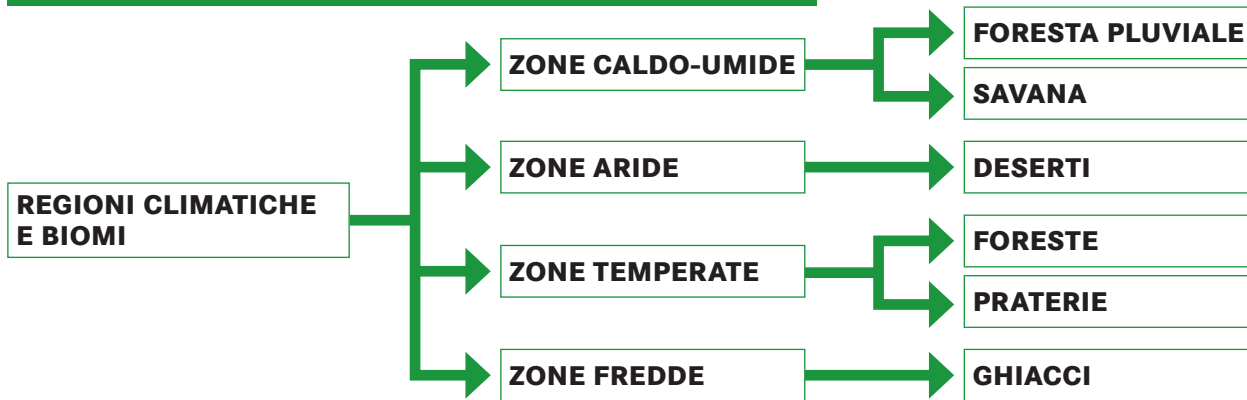 REGIONI CLIMATICHE
E BIOMI
ZONE CALDO-UMIDE
FORESTA PLUVIALE
SAVANA
ZONE ARIDE
DESERTI
ZONE TEMPERATE
FORESTE
PRATERIE
ZONE FREDDE
GHIACCI